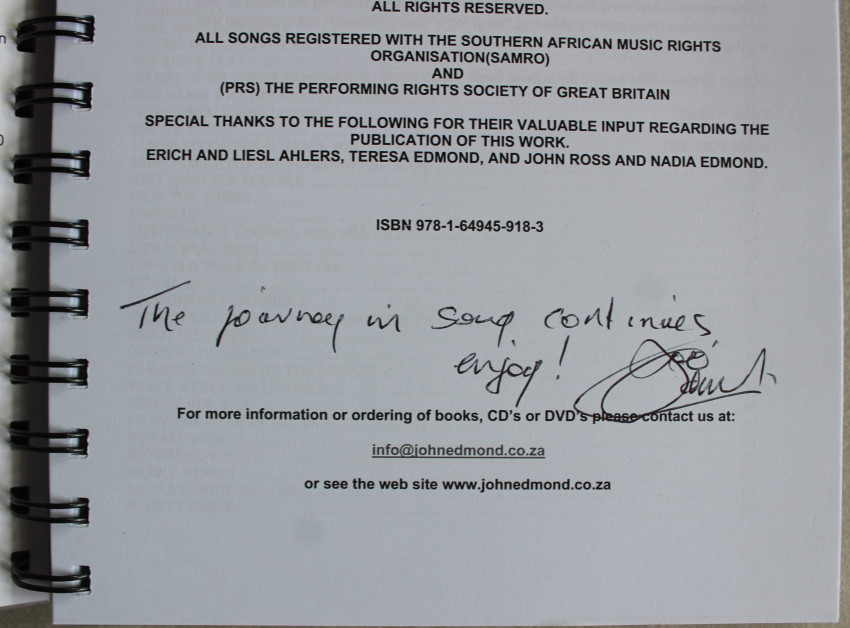 ALL RIGHTS RESERVED.
ALL SONGS REGISTERED WITH THE SOUTHERN AFRICAN MUSIC RIGHTS
ORGANISATION(SAMRO)
AND
(PRS) THE PERFORMING RIGHTS SOCIETY OF GREAT BRITAIN
SPECIAL THANKS TO THE FOLLOWING FOR THEIR VALUABLE INPUT REGARDING THE
PUBLICATION OF THIS WORK.
ERICH AND LIESL AHLERS, TERESA EDMOND, AND JOHN ROSS AND NADIA EDMOND.
ISBN 978-1-64945-918-3
The journey in song continues
enjoy!
For more information or ordering of books, CD's or DVD's please contact us at:
info@johnedmond.co.za
or see the web site www.johnedmond.co.za